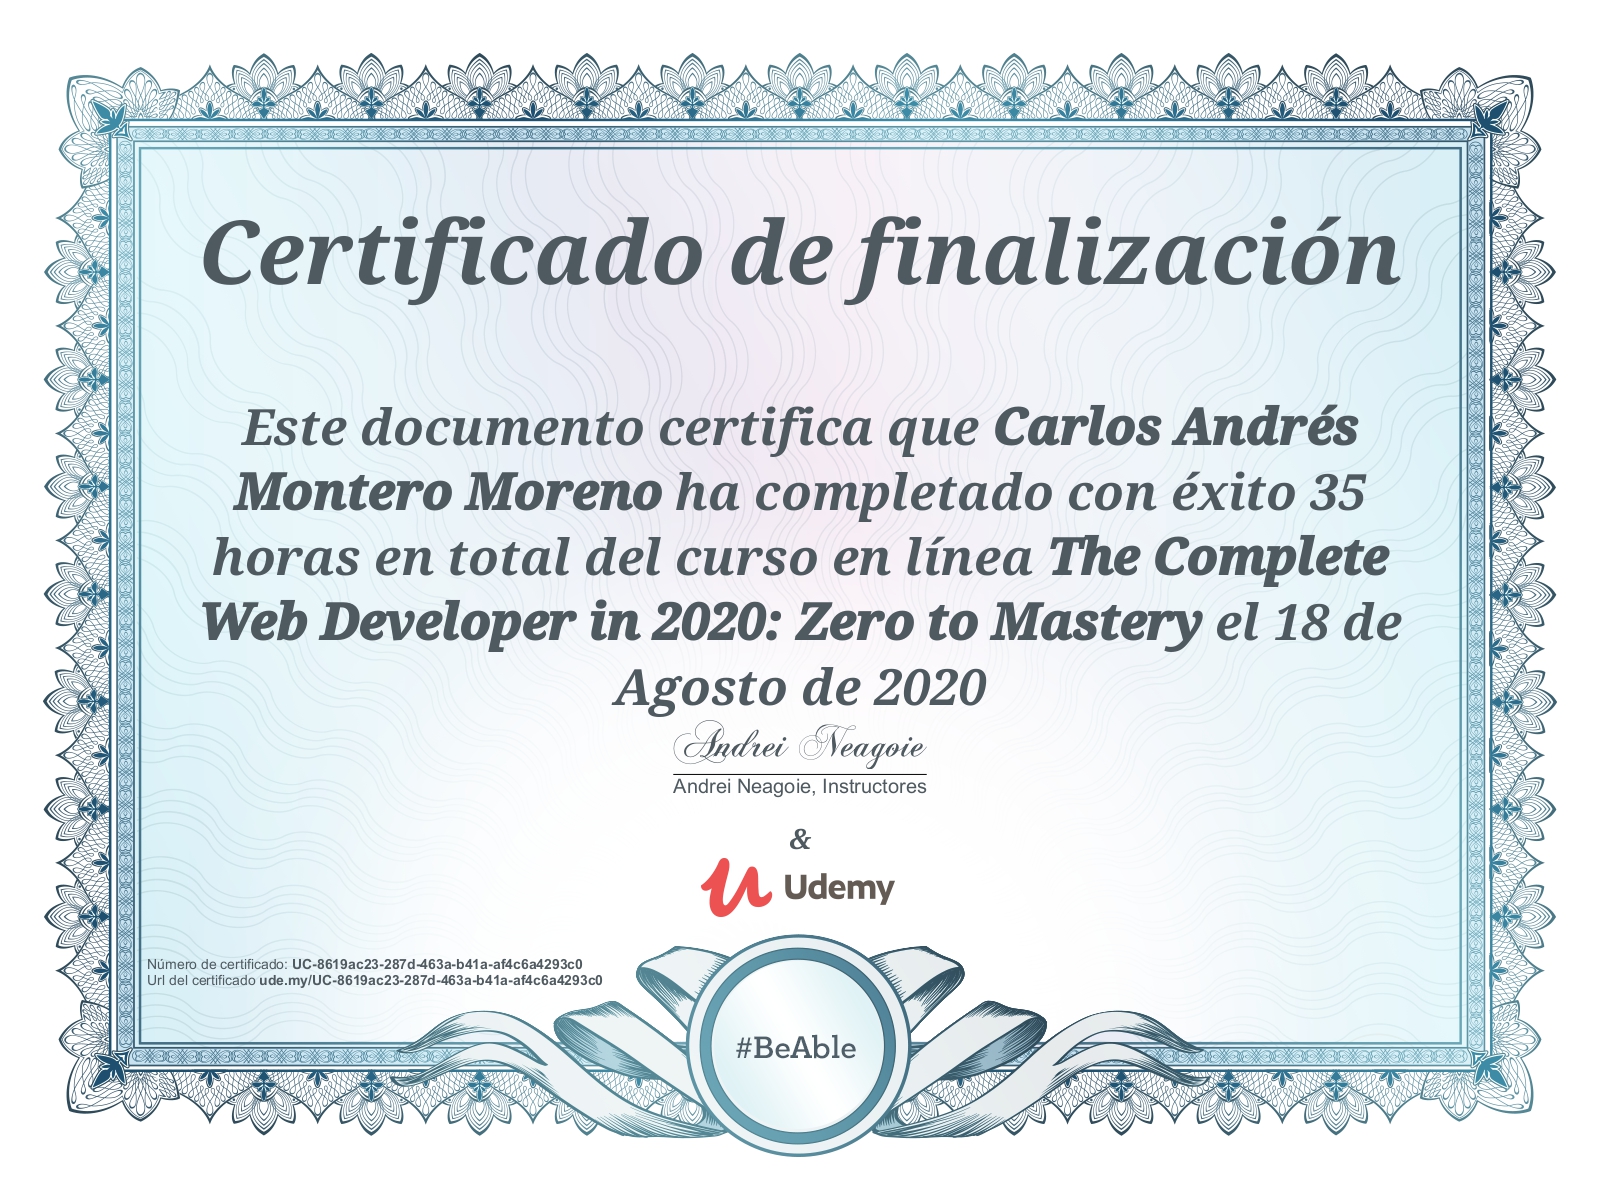 Certificado de finalización
Este documento certifica que Carlos Andrés
Montero Moreno ha completado con éxito 35
horas en total del curso en línea The Complete
Web Developer in 2020: Zero to Mastery el 18 de
Agosto de 2020
Andrei Neagoie
Andrei Neagoie, Instructores
&
Udemy
Número de certificado: UC-8619ac23-287d-463a-b41a-af4c6a4293c0
Url del certificado ude.my/UC-8619ac23-287d-463a-b41a-af4c6a4293c0
#BeAble